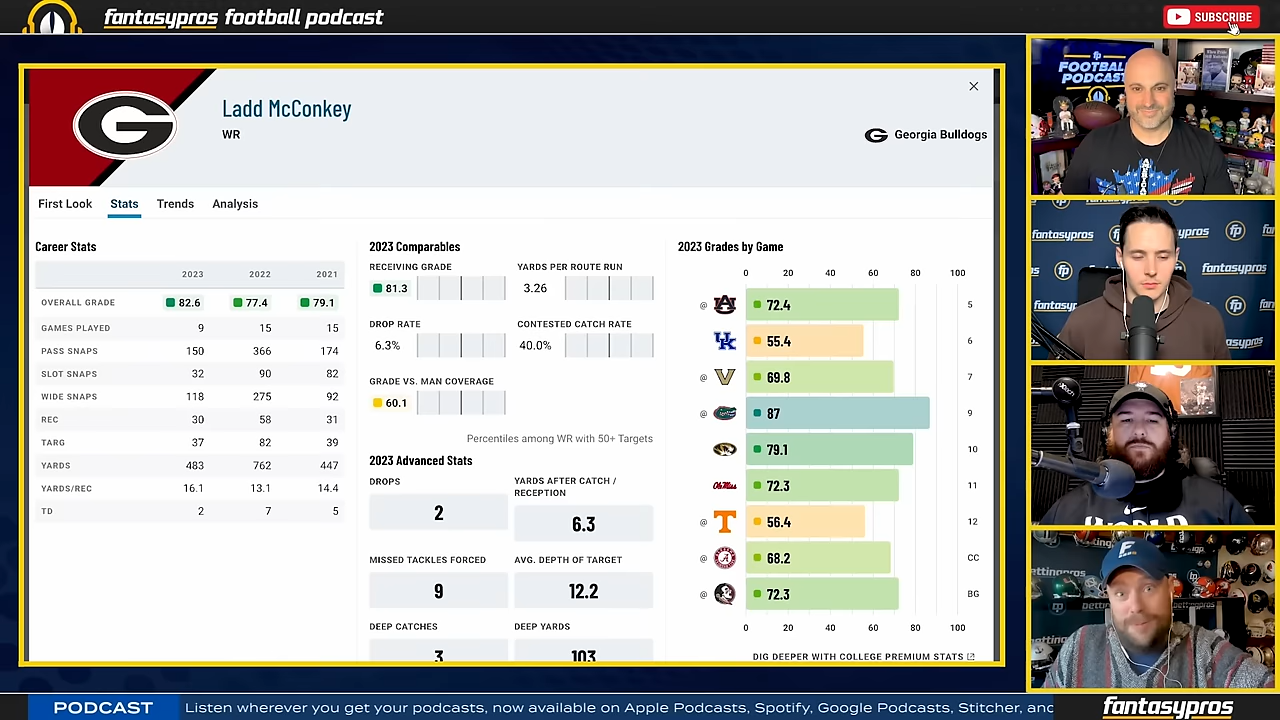 fantasypros football podcast
SUBSCRIBE
Ladd McConkey
WR
Georgia Bulldogs
First Look Stats Trends Analysis
Career Stats
2023 2022 2021
OVERALL GRADE 82.6 77.4 79.1
GAMES PLAYED 9 15 15
PASS SNAPS 150 366 174
SLOT SNAPS 32 90 82
WIDE SNAPS 118 275 92
REC 30 58 31
TARG 37 82 39
YARDS 483 762 447
YARDS/REC 16.1 13.1 14.4
TD 2 7 5
2023 Comparables
RECEIVING GRADE YARDS PER ROUTE RUN
81.3 3.26
DROP RATE CONTESTED CATCH RATE
6.3% 40.0%
GRADE VS. MAN COVERAGE
60.1
Percentiles among WR with 50+ Targets
2023 Advanced Stats
DROPS YARDS AFTER CATCH /
RECEPTION
2 6.3
MISSED TACKLES FORCED AVG. DEPTH OF TARGET
9 12.2
DEEP CATCHES DEEP YARDS
3 103
2023 Grades by Game
0 20 40 60 80 100
@ 72.4 5
UK 55.4 6
@ V 69.8 7
@ Gators 87 9
79.1 10
Ole Miss 72.3 11
@ T 56.4 12
@ 68.2 CC
@ 72.3 BG
0 20 40 60 80 100
DIG DEEPER WITH COLLEGE PREMIUM STATS
fp
FOOTBALL
PODCAST
fantasypros
fp
fantasypros
WORLD
bettingpros
PODCAST
Listen wherever you get your podcasts, now available on Apple Podcasts, Spotify, Google Podcasts, Stitcher, and
fantasypros